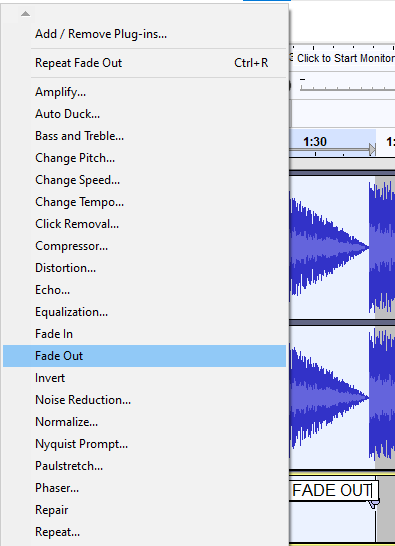 Add / Remove Plug-ins...
Repeat Fade Out Ctrl+R
Amplify...
Auto Duck...
Bass and Treble...
Change Pitch...
Change Speed...
Change Tempo...
Click Removal...
Compressor...
Distortion...
Echo...
Equalization...
Fade In
Fade Out
Invert
Noise Reduction...
Normalize...
Nyquist Prompt...
Paulstretch...
Phaser...
Repair
Repeat...
Click to Start Monitor
1:30
1:
FADE OUT